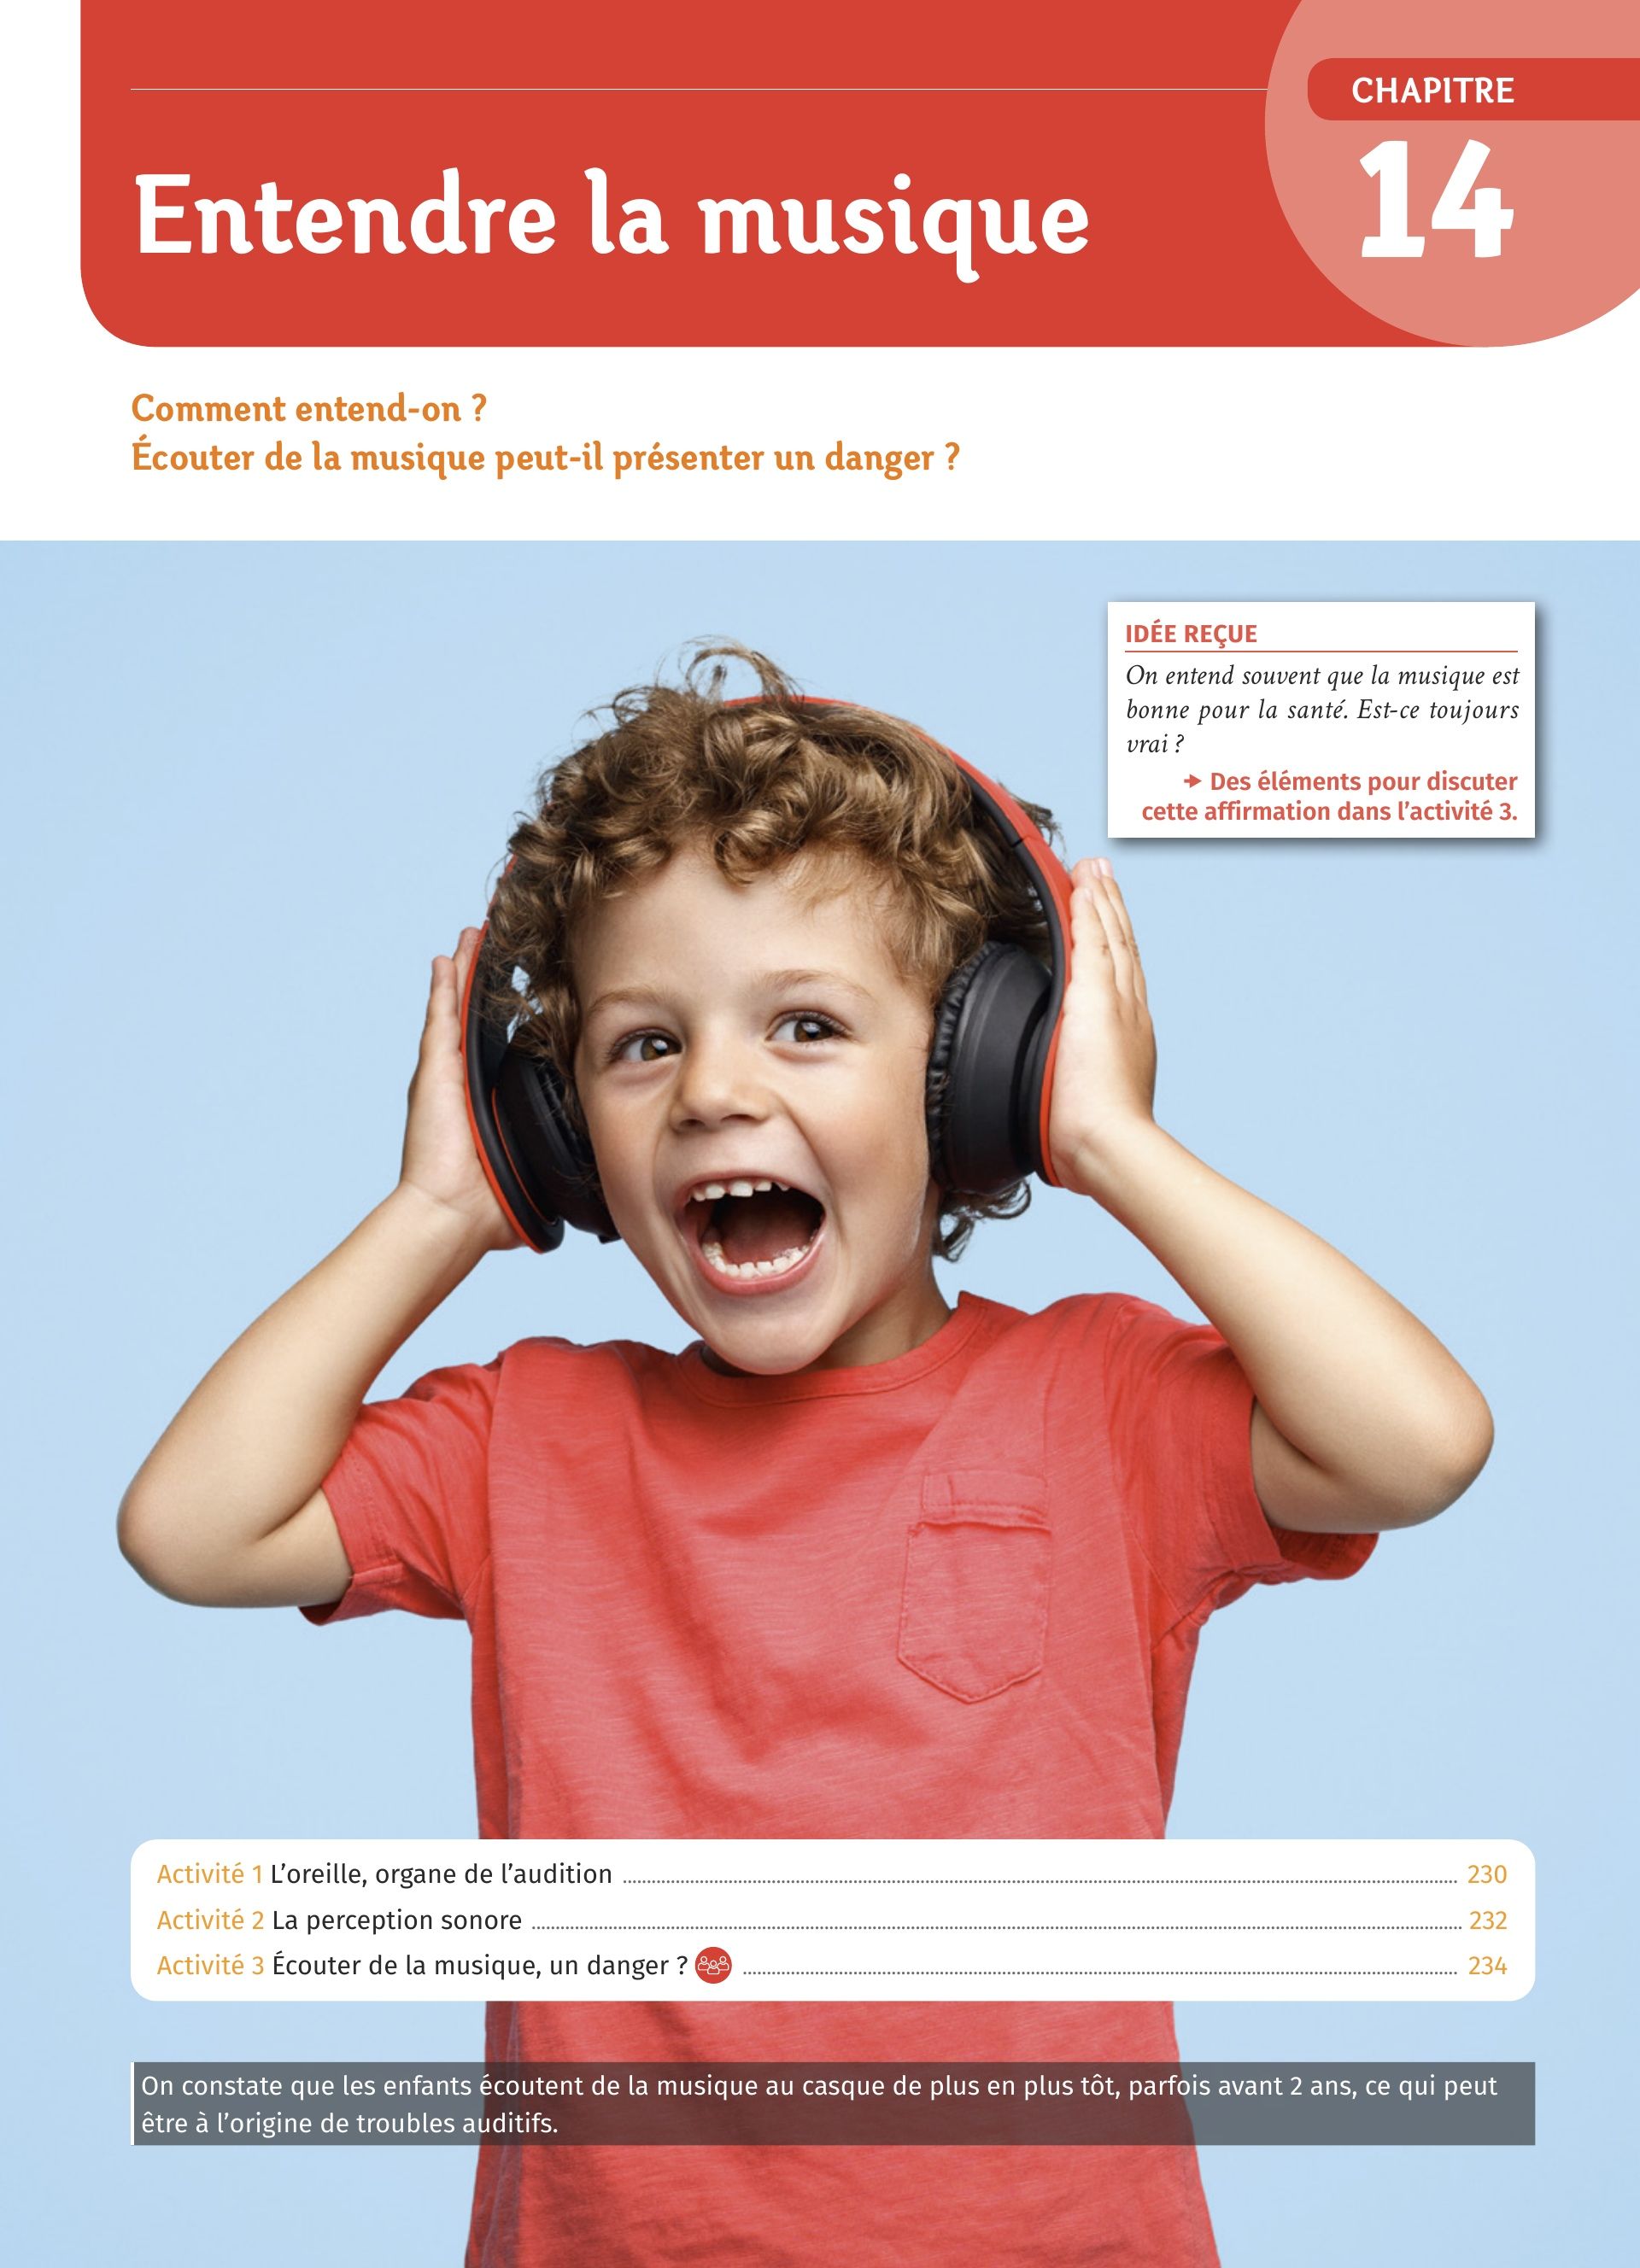 CHAPITRE
14
Entendre la musique
Comment entend-on ?
Écouter de la musique peut-il présenter un danger ?
IDÉE REÇUE
On entend souvent que la musique est
bonne pour la santé. Est-ce toujours
vrai ?
→ Des éléments pour discuter
cette affirmation dans l’activité 3.
Activité 1 L’oreille, organe de l’audition 230
Activité 2 La perception sonore 232
Activité 3 Écouter de la musique, un danger ? 234
On constate que les enfants écoutent de la musique au casque de plus en plus tôt, parfois avant 2 ans, ce qui peut
être à l’origine de troubles auditifs.